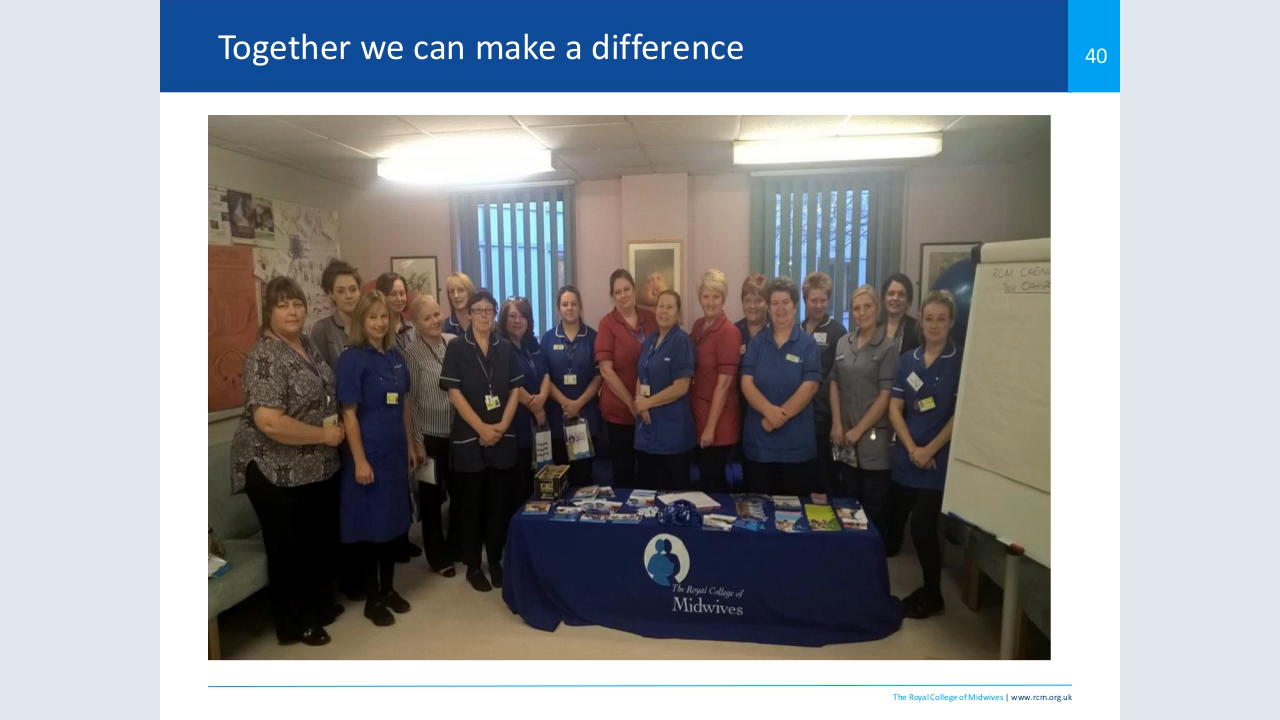 Together we can make a difference
40
RCM
The Royal College of
Midwives
The Royal College of Midwives | www.rcm.org.uk